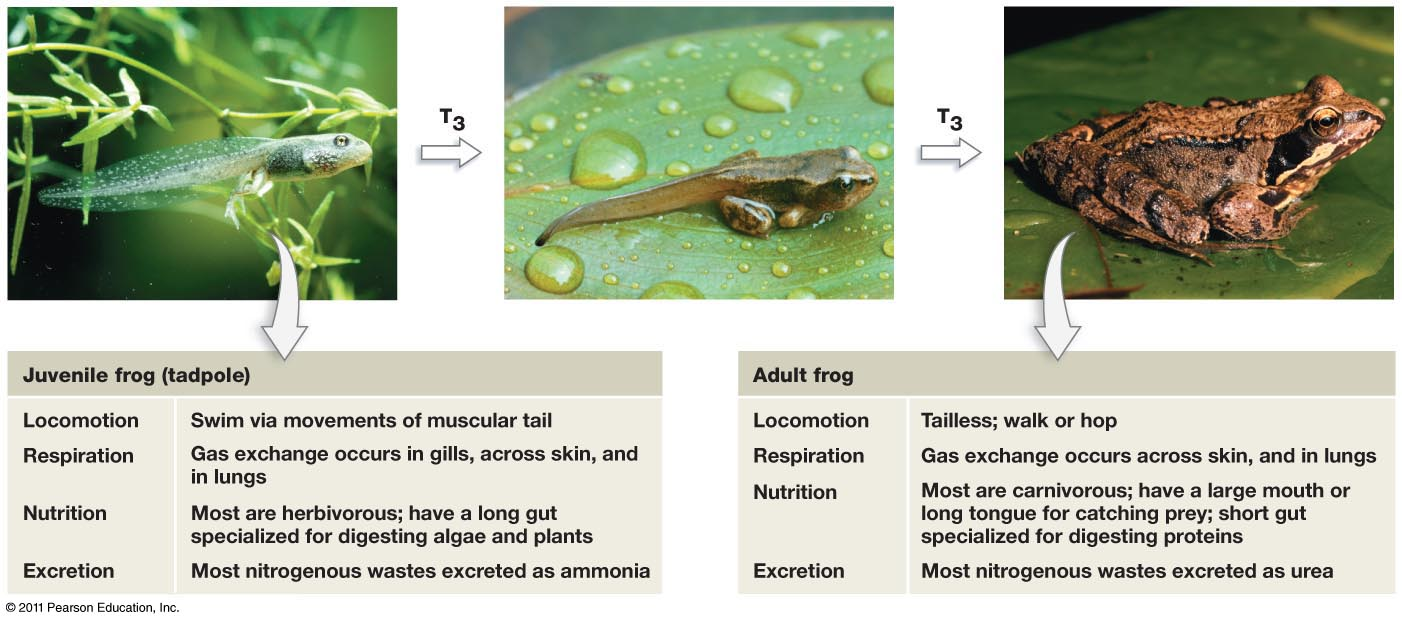 T3
T3
Juvenile frog (tadpole)
Locomotion
Swim via movements of muscular tail
Respiration
Gas exchange occurs in gills, across skin, and
in lungs
Nutrition
Most are herbivorous; have a long gut
specialized for digesting algae and plants
Excretion
Most nitrogenous wastes excreted as ammonia
Adult frog
Locomotion
Tailless; walk or hop
Respiration
Gas exchange occurs across skin, and in lungs
Nutrition
Most are carnivorous; have a large mouth or
long tongue for catching prey; short gut
specialized for digesting proteins
Excretion
Most nitrogenous wastes excreted as urea
© 2011 Pearson Education, Inc.